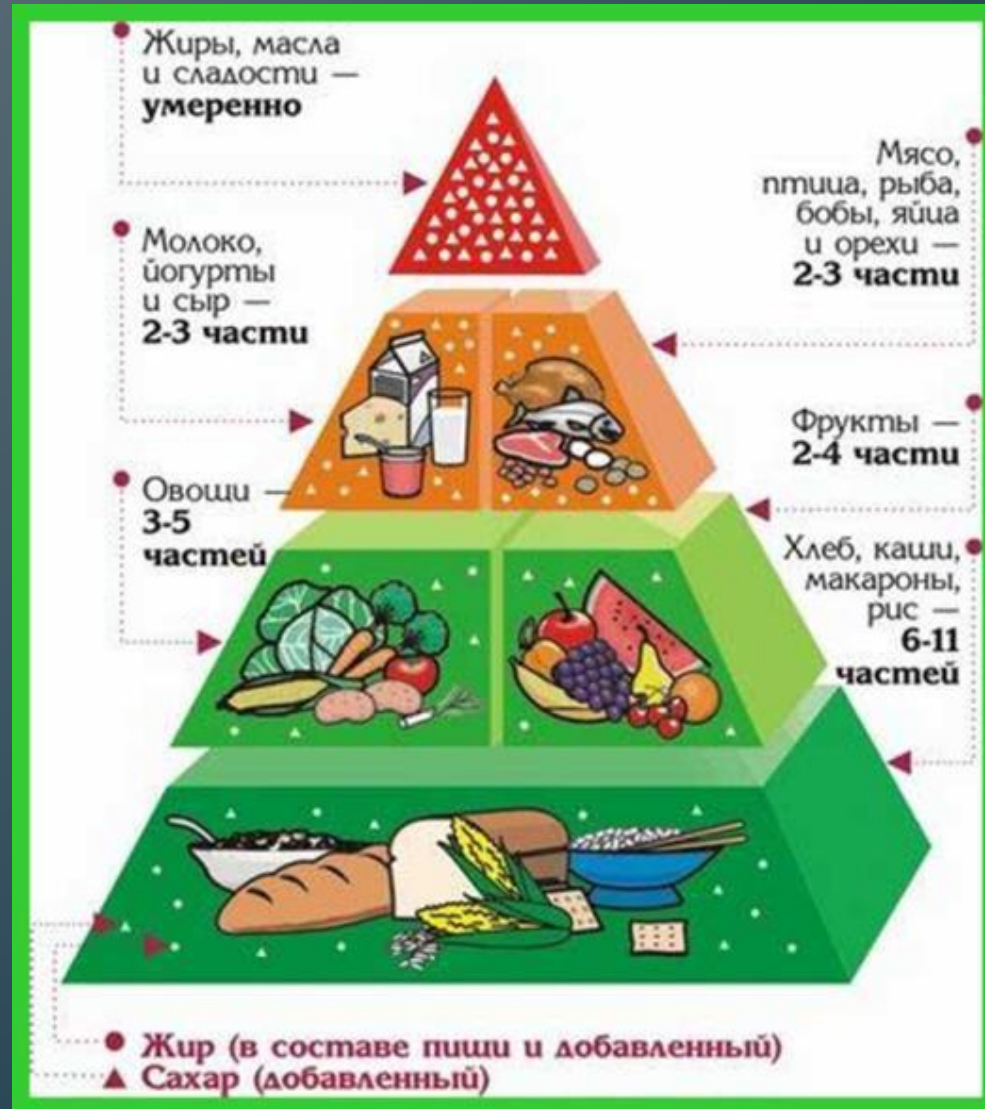 Жиры, масла
и сладости —
умеренно
Мясо,
птица, рыба,
бобы, яйца
и орехи —
2-3 части
Молоко,
йогурты
и сыр —
2-3 части
Фрукты —
2-4 части
Овощи —
3-5
частей
Хлеб, каши,
макароны,
рис —
6-11
частей
Жир (в составе пищи и добавленный)
Сахар (добавленный)